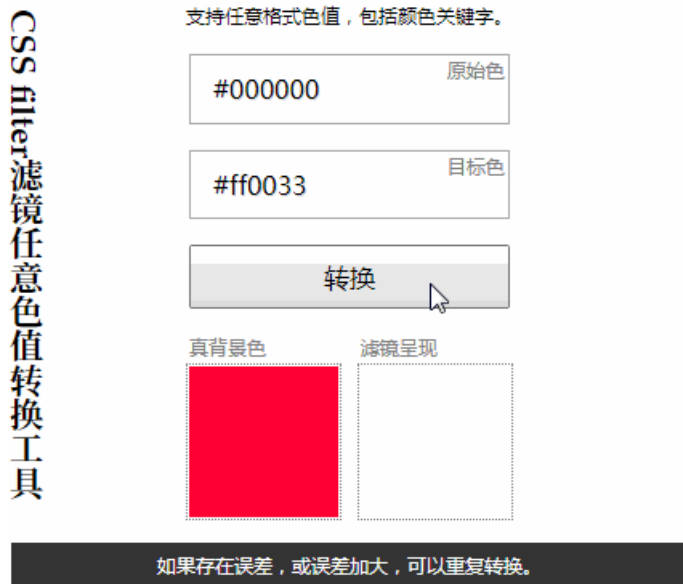 CSS filter滤镜任意色值转换工具
支持任意格式色值，包括颜色关键字。
原始色
#000000
目标色
#ff0033
转换
真背景色
滤镜呈现
如果存在误差，或误差加大，可以重复转换。